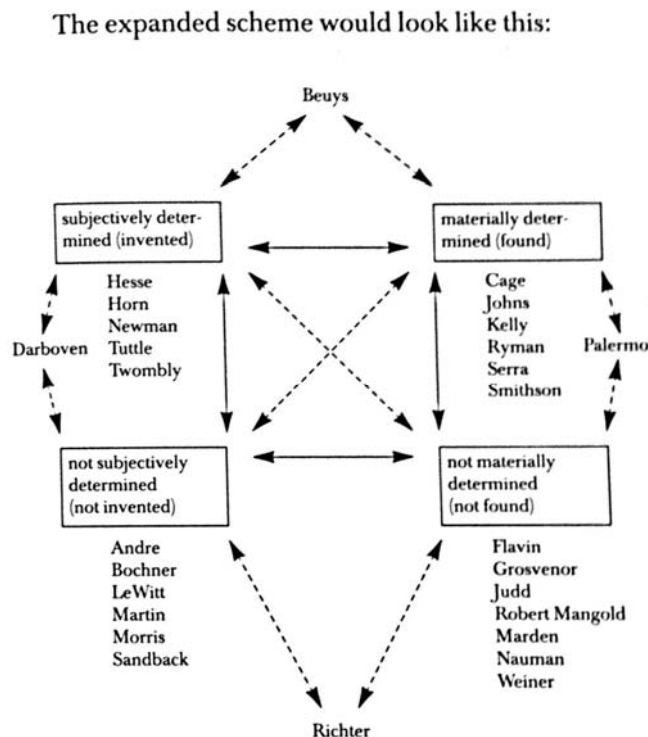 The expanded scheme would look like this:
Beuys
subjectively deter-
mined (invented)
materially deter-
mined (found)
Hesse
Horn
Newman
Tuttle
Twombly
Cage
Johns
Kelly
Ryman
Serra
Smithson
Darboven
Palermo
not subjectively
determined
(not invented)
not materially
determined
(not found)
Andre
Bochner
LeWitt
Martin
Morris
Sandback
Flavin
Grosvenor
Judd
Robert Mangold
Marden
Nauman
Weiner
Richter